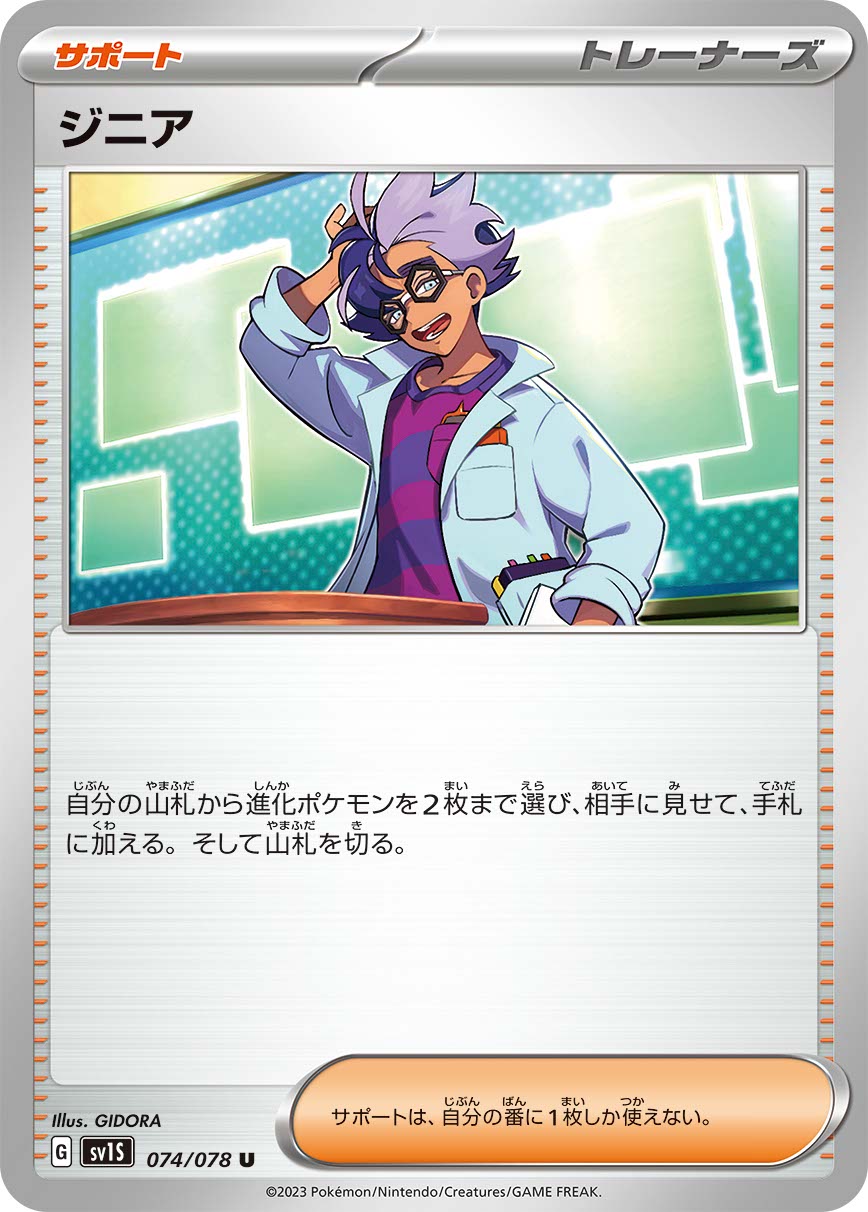 サポート
トレーナーズ
ジニア
自分の山札から進化ポケモンを2枚まで選び、相手に見せて、手札
に加える。そして山札を切る。
サポートは、自分の番に1枚しか使えない。
Illus. GIDORA
G sv1S 074/078 U
©2023 Pokémon/Nintendo/Creatures/GAME FREAK.